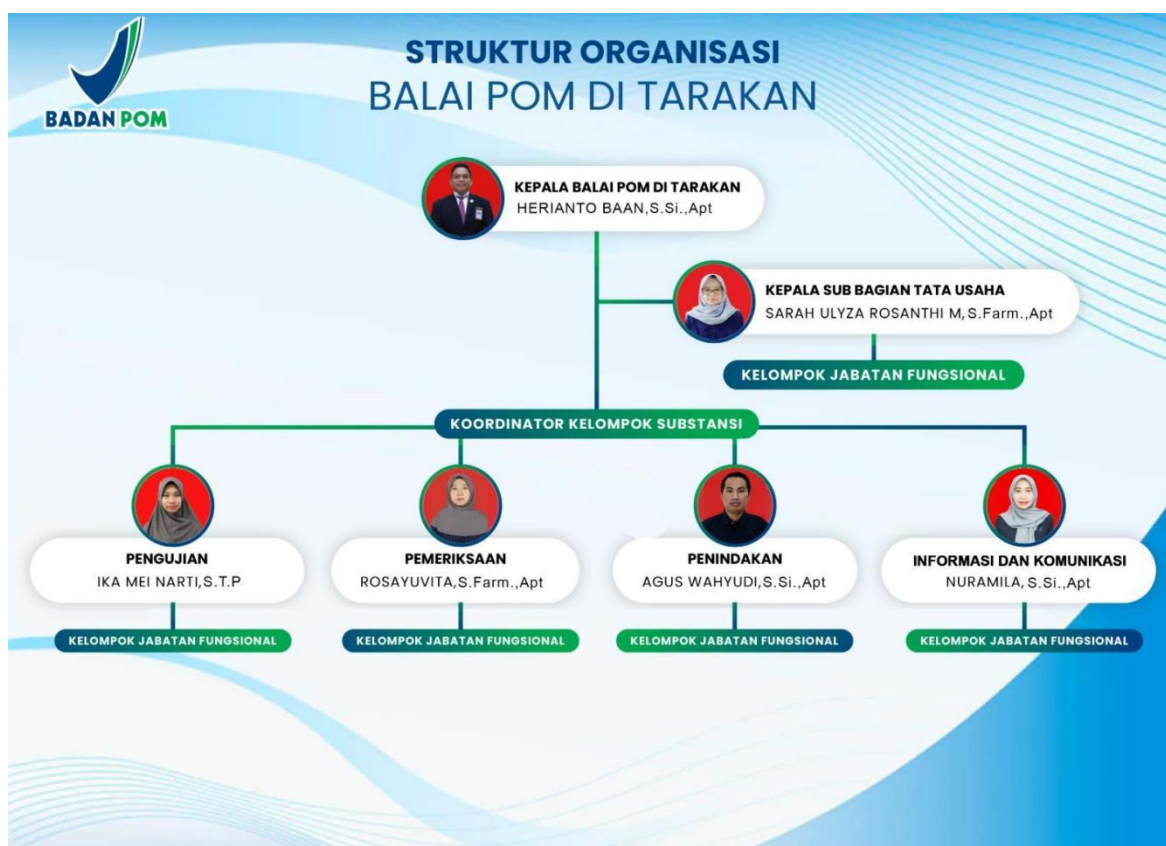 STRUKTUR ORGANISASI
BALAI POM DI TARAKAN
BADAN POM
KEPALA BALAI POM DI TARAKAN
HERIANTO BAAN,S.Si.,Apt
KEPALA SUB BAGIAN TATA USAHA
SARAH ULYZA ROSANTHI M,S.Farm.,Apt
KELOMPOK JABATAN FUNGSIONAL
KOORDINATOR KELOMPOK SUBSTANSI
PENGUJIAN
IKA MEI NARTI,S.T.P
KELOMPOK JABATAN FUNGSIONAL
PEMERIKSAAN
ROSAYUVITA,S.Farm.,Apt
KELOMPOK JABATAN FUNGSIONAL
PENINDAKAN
AGUS WAHYUDI,S.Si.,Apt
KELOMPOK JABATAN FUNGSIONAL
INFORMASI DAN KOMUNIKASI
NURAMILA, S.Si.,Apt
KELOMPOK JABATAN FUNGSIONAL